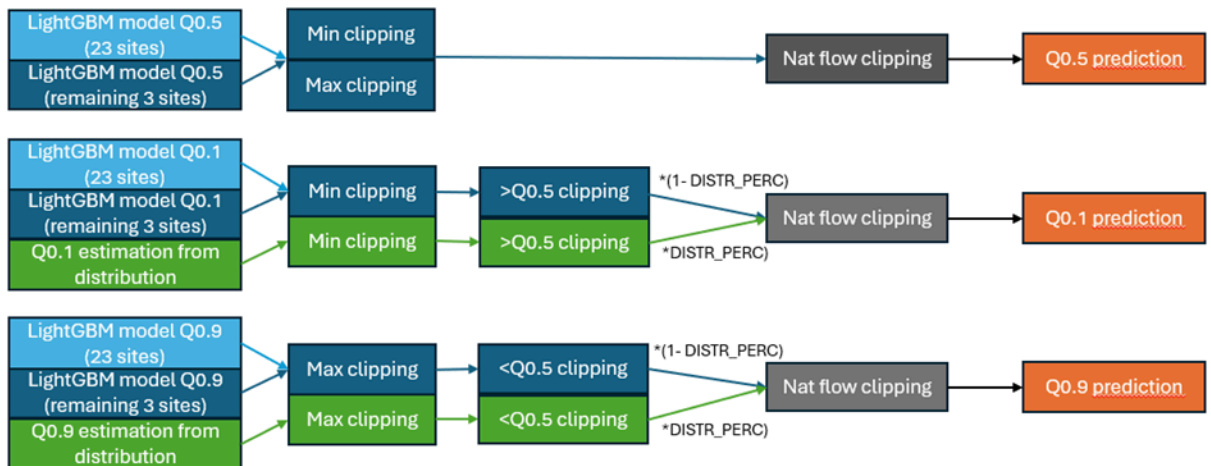 LightGBM model Q0.5
(23 sites)
LightGBM model Q0.5
(remaining 3 sites)
Min clipping
Max clipping
Nat flow clipping
Q0.5 prediction
LightGBM model Q0.1
(23 sites)
LightGBM model Q0.1
(remaining 3 sites)
Q0.1 estimation from
distribution
Min clipping
Min clipping
>Q0.5 clipping
>Q0.5 clipping
*(1- DISTR_PERC)
*DISTR_PERC)
Nat flow clipping
Q0.1 prediction
LightGBM model Q0.9
(23 sites)
LightGBM model Q0.9
(remaining 3 sites)
Q0.9 estimation from
distribution
Max clipping
Max clipping
<Q0.5 clipping
<Q0.5 clipping
*(1- DISTR_PERC)
*DISTR_PERC)
Nat flow clipping
Q0.9 prediction